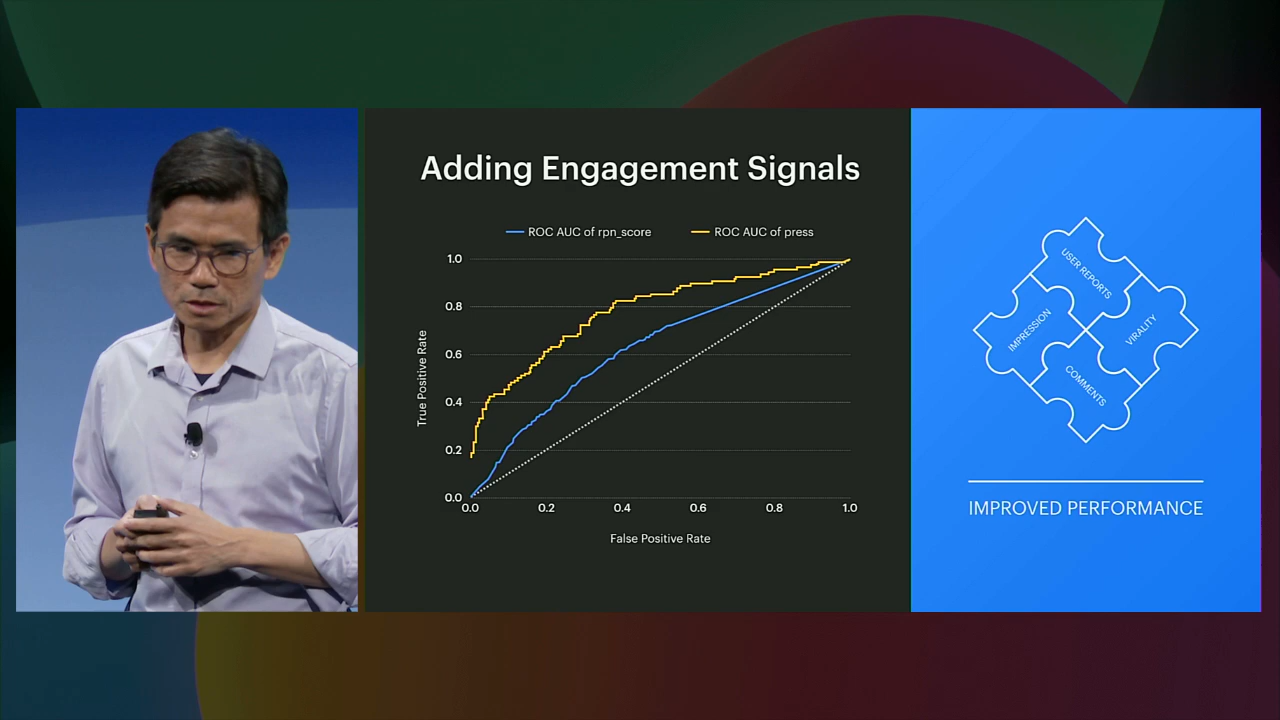 Adding Engagement Signals
ROC AUC of rpn_score
ROC AUC of press
1.0
0.8
0.6
0.4
0.2
0.0
True Positive Rate
0.0
0.2
0.4
0.6
0.8
1.0
False Positive Rate
USER REPORTS
IMPRESSION
VIRALITY
COMMENTS
IMPROVED PERFORMANCE